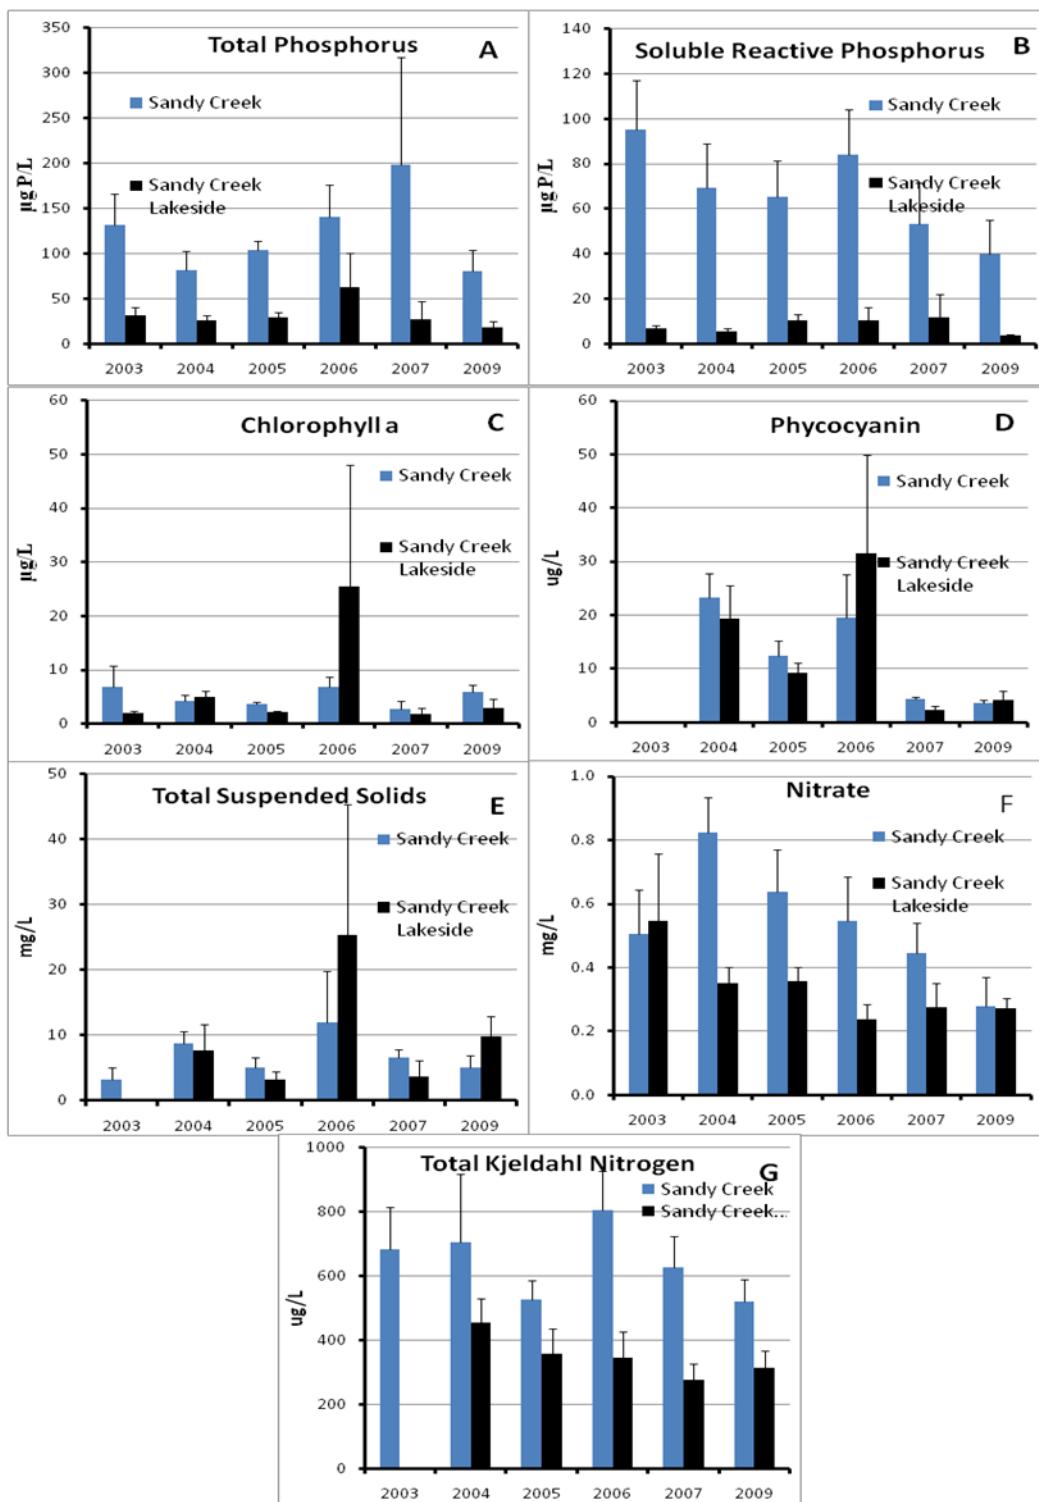 Total Phosphorus
A
350
300
250
200
150
100
50
0
µg P/L
Sandy Creek
Sandy Creek
Lakeside
2003 2004 2005 2006 2007 2009
Soluble Reactive Phosphorus
B
140
120
100
80
60
40
20
0
µg P/L
Sandy Creek
Sandy Creek
Lakeside
2003 2004 2005 2006 2007 2009
Chlorophyll a
C
60
50
40
30
20
10
0
µg/L
Sandy Creek
Sandy Creek
Lakeside
2003 2004 2005 2006 2007 2009
Phycocyanin
D
60
50
40
30
20
10
0
ug/L
Sandy Creek
Sandy Creek
Lakeside
2003 2004 2005 2006 2007 2009
Total Suspended Solids
E
50
40
30
20
10
0
mg/L
Sandy Creek
Sandy Creek
Lakeside
2003 2004 2005 2006 2007 2009
Nitrate
F
1.0
0.8
0.6
0.4
0.2
0.0
mg/L
Sandy Creek
Sandy Creek
Lakeside
2003 2004 2005 2006 2007 2009
Total Kjeldahl Nitrogen
G
1000
800
600
400
200
0
ug/L
Sandy Creek
Sandy Creek...
2003 2004 2005 2006 2007 2009